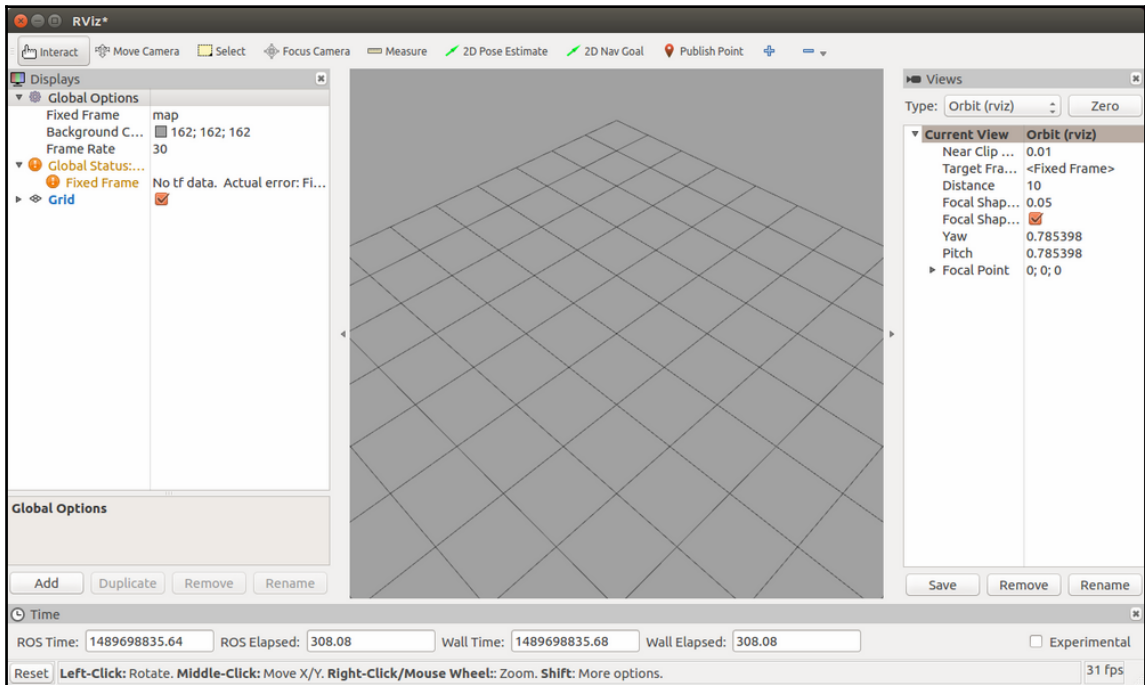 RViz*
Interact Move Camera Select Focus Camera Measure 2D Pose Estimate 2D Nav Goal Publish Point
Displays
Global Options
Fixed Frame map
Background C... 162; 162; 162
Frame Rate 30
Global Status:...
Fixed Frame No tf data. Actual error: Fi...
Grid
Global Options
Add Duplicate Remove Rename
Views
Type: Orbit (rviz) Zero
Current View Orbit (rviz)
Near Clip ... 0.01
Target Fra... <Fixed Frame>
Distance 10
Focal Shap... 0.05
Focal Shap...
Yaw 0.785398
Pitch 0.785398
Focal Point 0; 0; 0
Save Remove Rename
Time
ROS Time: 1489698835.64 ROS Elapsed: 308.08 Wall Time: 1489698835.68 Wall Elapsed: 308.08 Experimental
Reset Left-Click: Rotate. Middle-Click: Move X/Y. Right-Click/Mouse Wheel:: Zoom. Shift: More options. 31 fps